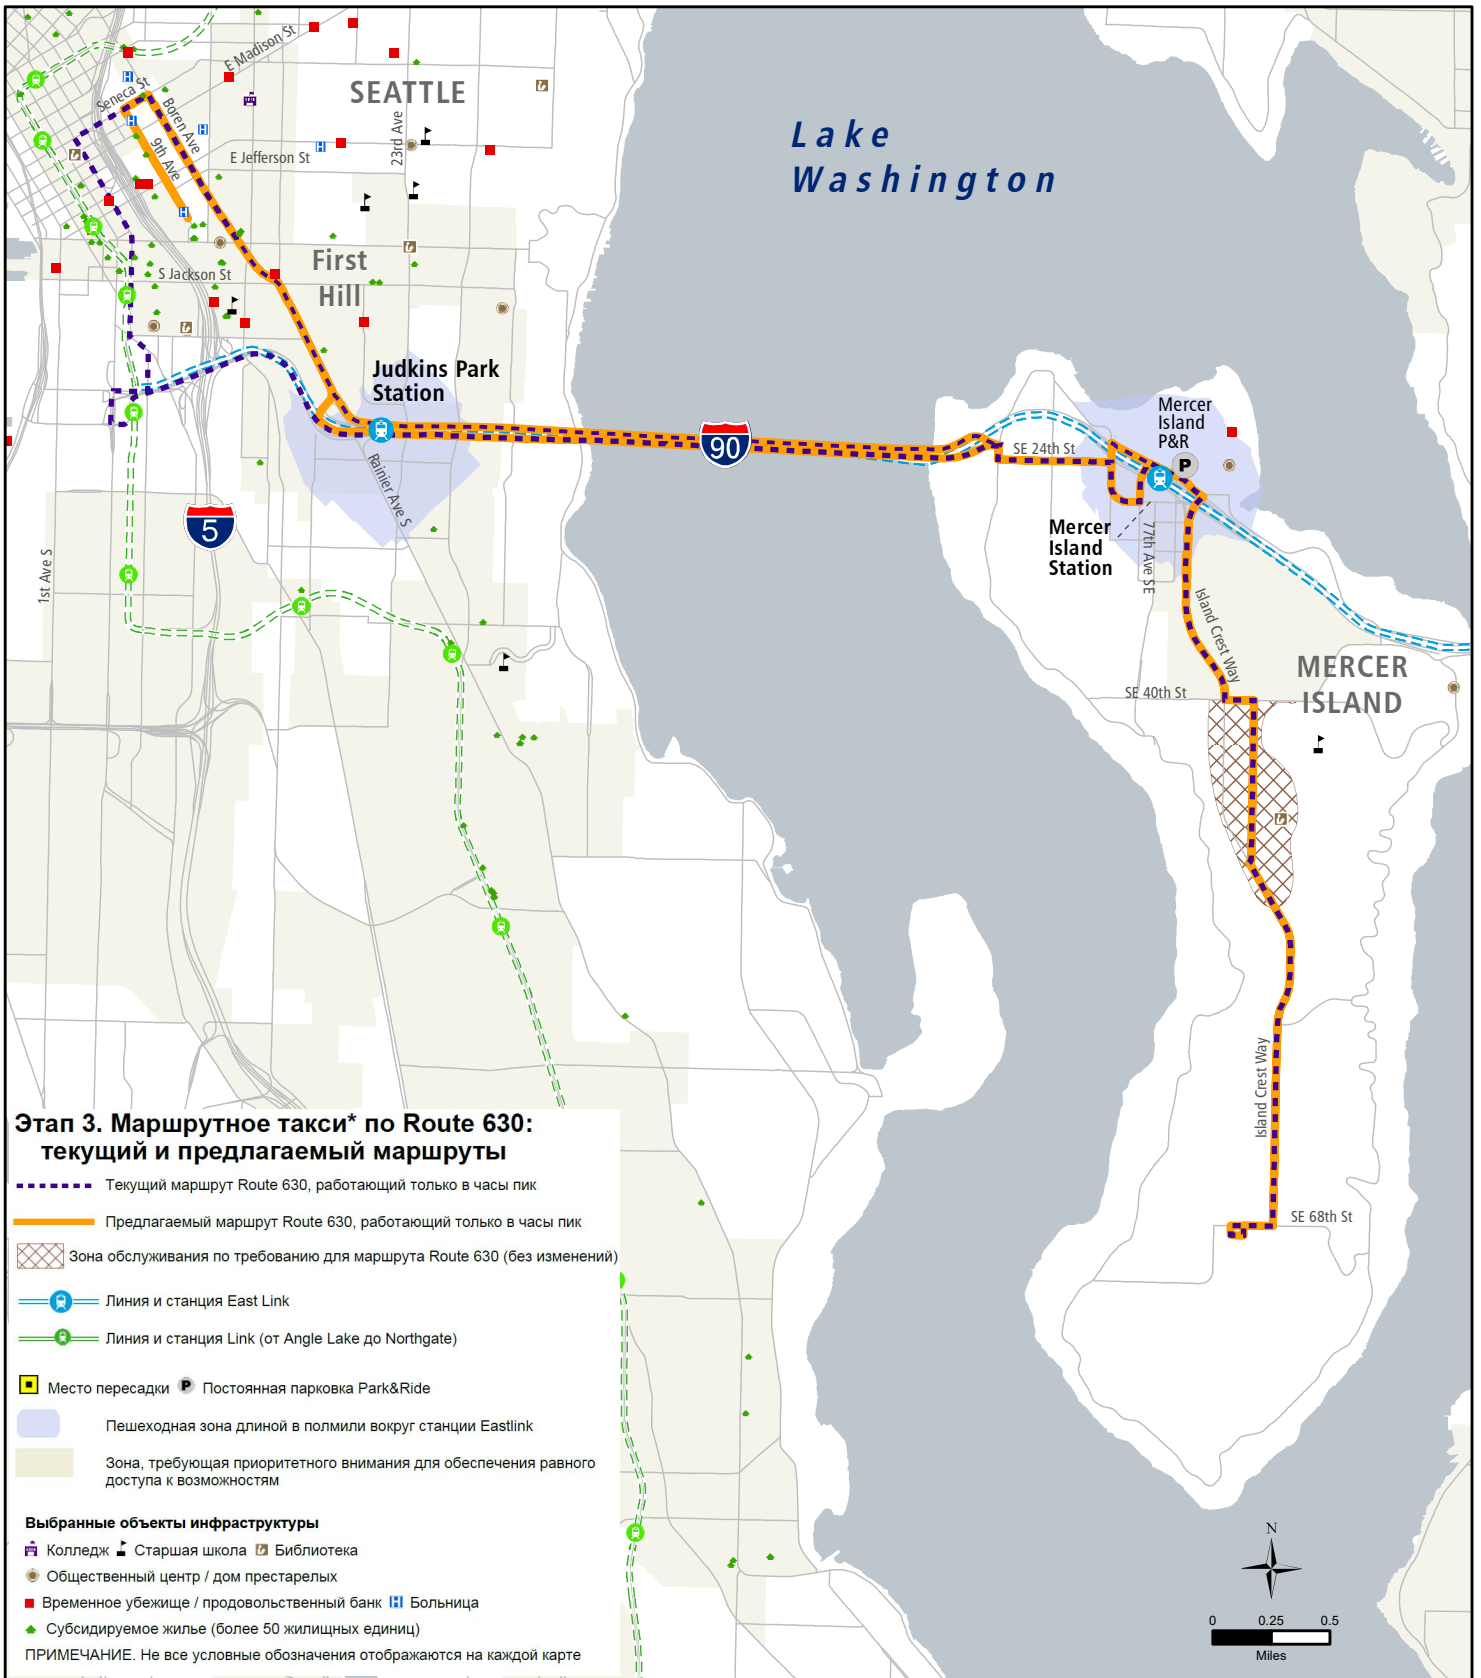 E Madison St
Seneca St
Boren Ave
9th Ave
SEATTLE
23rd Ave
E Jefferson St
Lake
Washington
S Jackson St
First
Hill
Judkins Park
Station
90
Mercer
Island
P&R
P
SE 24th St
Rainier Ave S
5
Mercer
Island
Station
77th Ave SE
1st Ave S
Island Crest Way
MERCER
ISLAND
SE 40th St
Island Crest Way
SE 68th St
Этап 3. Маршрутное такси* по Route 630:
текущий и предлагаемый маршруты
Текущий маршрут Route 630, работающий только в часы пик
Предлагаемый маршрут Route 630, работающий только в часы пик
Зона обслуживания по требованию для маршрута Route 630 (без изменений)
Линия и станция East Link
Линия и станция Link (от Angle Lake до Northgate)
Место пересадки P Постоянная парковка Park&Ride
Пешеходная зона длиной в полмили вокруг станции Eastlink
Зона, требующая приоритетного внимания для обеспечения равного
доступа к возможностям
Выбранные объекты инфраструктуры
Колледж Старшая школа Библиотека
Общественный центр / дом престарелых
Временное убежище / продовольственный банк H Больница
Субсидируемое жилье (более 50 жилищных единиц)
ПРИМЕЧАНИЕ. Не все условные обозначения отображаются на каждой карте
N
0 0.25 0.5
Miles